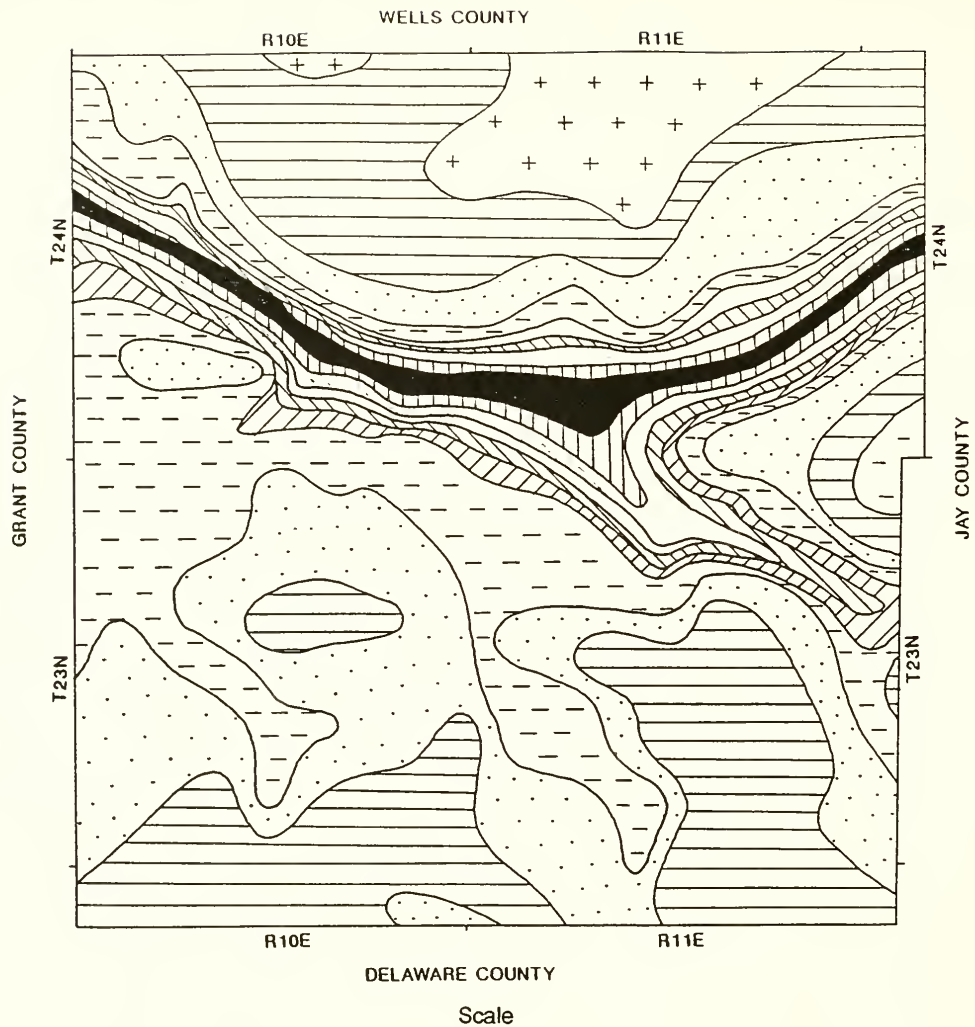 WELLS COUNTY
R10E
R11E
T24N
T24N
GRANT COUNTY
JAY COUNTY
T23N
T23N
R10E
R11E
DELAWARE COUNTY
Scale